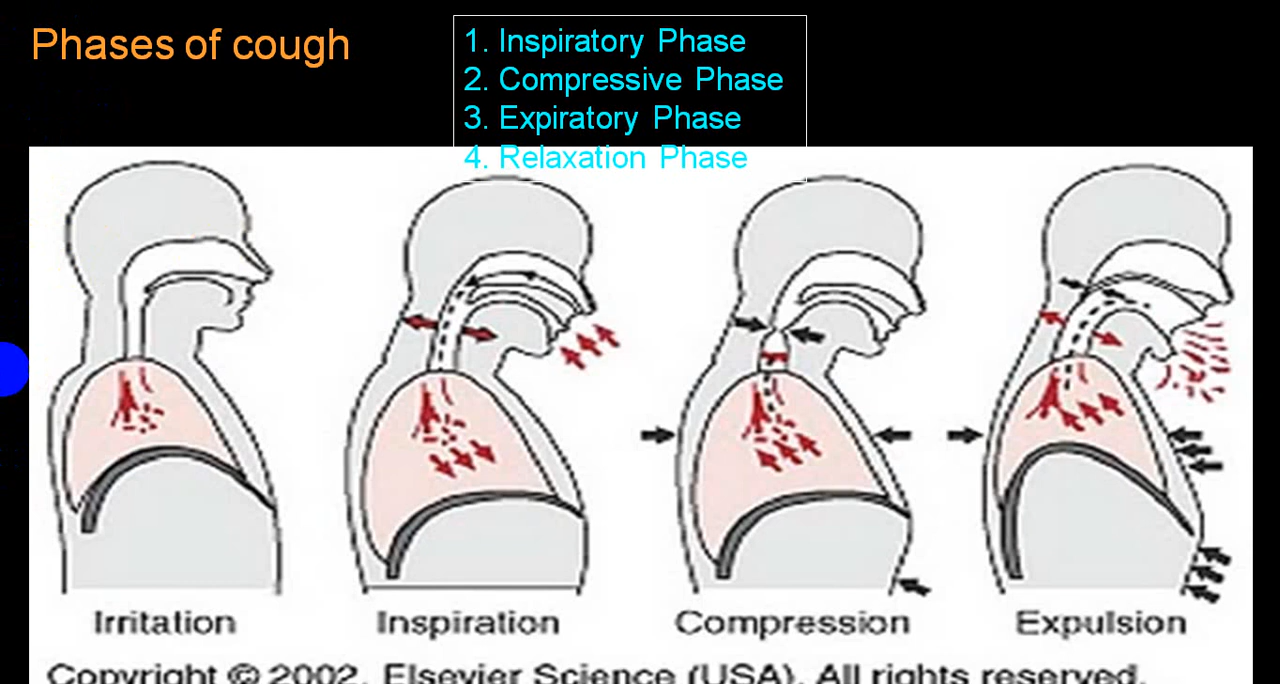 Phases of cough
1. Inspiratory Phase
2. Compressive Phase
3. Expiratory Phase
4. Relaxation Phase
Irritation
Inspiration
Compression
Expulsion
Copyright © 2002, Elsevier Science (USA). All rights reserved.